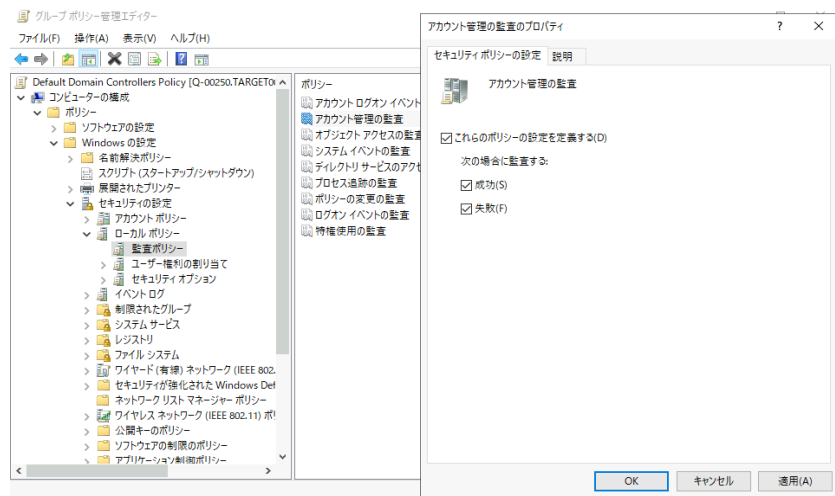 グループ ポリシー管理エディター
ファイル(F) 操作(A) 表示(V) ヘルプ(H)
Default Domain Controllers Policy [Q-00250.TARGET
コンピューターの構成
ポリシー
ソフトウェアの設定
Windows の設定
名前解決ポリシー
スクリプト (スタートアップ/シャットダウン)
展開されたプリンター
セキュリティの設定
アカウント ポリシー
ローカル ポリシー
監査ポリシー
ユーザー権利の割り当て
セキュリティ オプション
イベント ログ
制限されたグループ
システム サービス
レジストリ
ファイル システム
ワイヤード (有線) ネットワーク (IEEE 802.
セキュリティが強化された Windows Def
ネットワーク リスト マネージャー ポリシー
ワイヤレス ネットワーク (IEEE 802.11) ポリ
公開キーのポリシー
ソフトウェアの制限のポリシー
アプリケーション制御ポリシー
ポリシー
アカウント ログオン イベント
アカウント管理の監査
オブジェクト アクセスの監査
システム イベントの監査
ディレクトリ サービスのアクセ
プロセス追跡の監査
ポリシーの変更の監査
ログオン イベントの監査
特権使用の監査
アカウント管理の監査のプロパティ
セキュリティ ポリシーの設定 説明
アカウント管理の監査
これらのポリシーの設定を定義する(D)
次の場合に監査する:
成功(S)
失敗(F)
OK キャンセル 適用(A)